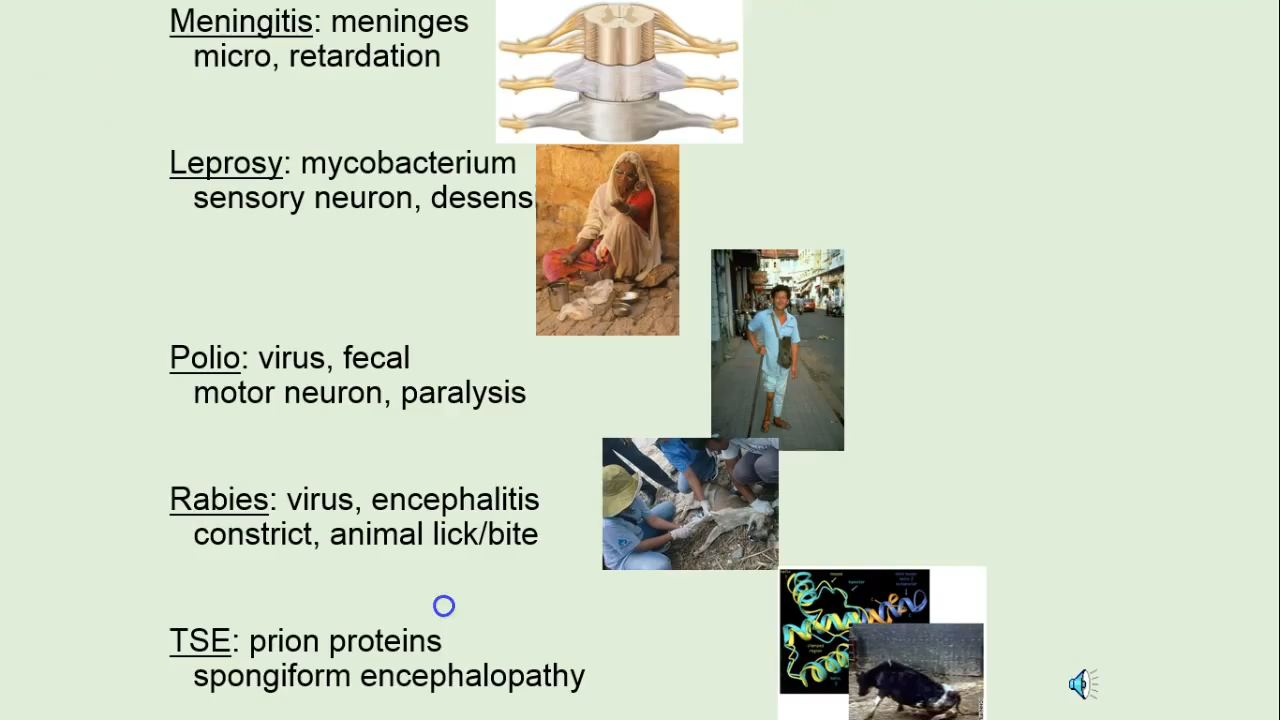 Meningitis: meninges
micro, retardation
Leprosy: mycobacterium
sensory neuron, desens
Polio: virus, fecal
motor neuron, paralysis
Rabies: virus, encephalitis
constrict, animal lick/bite
TSE: prion proteins
spongiform encephalopathy